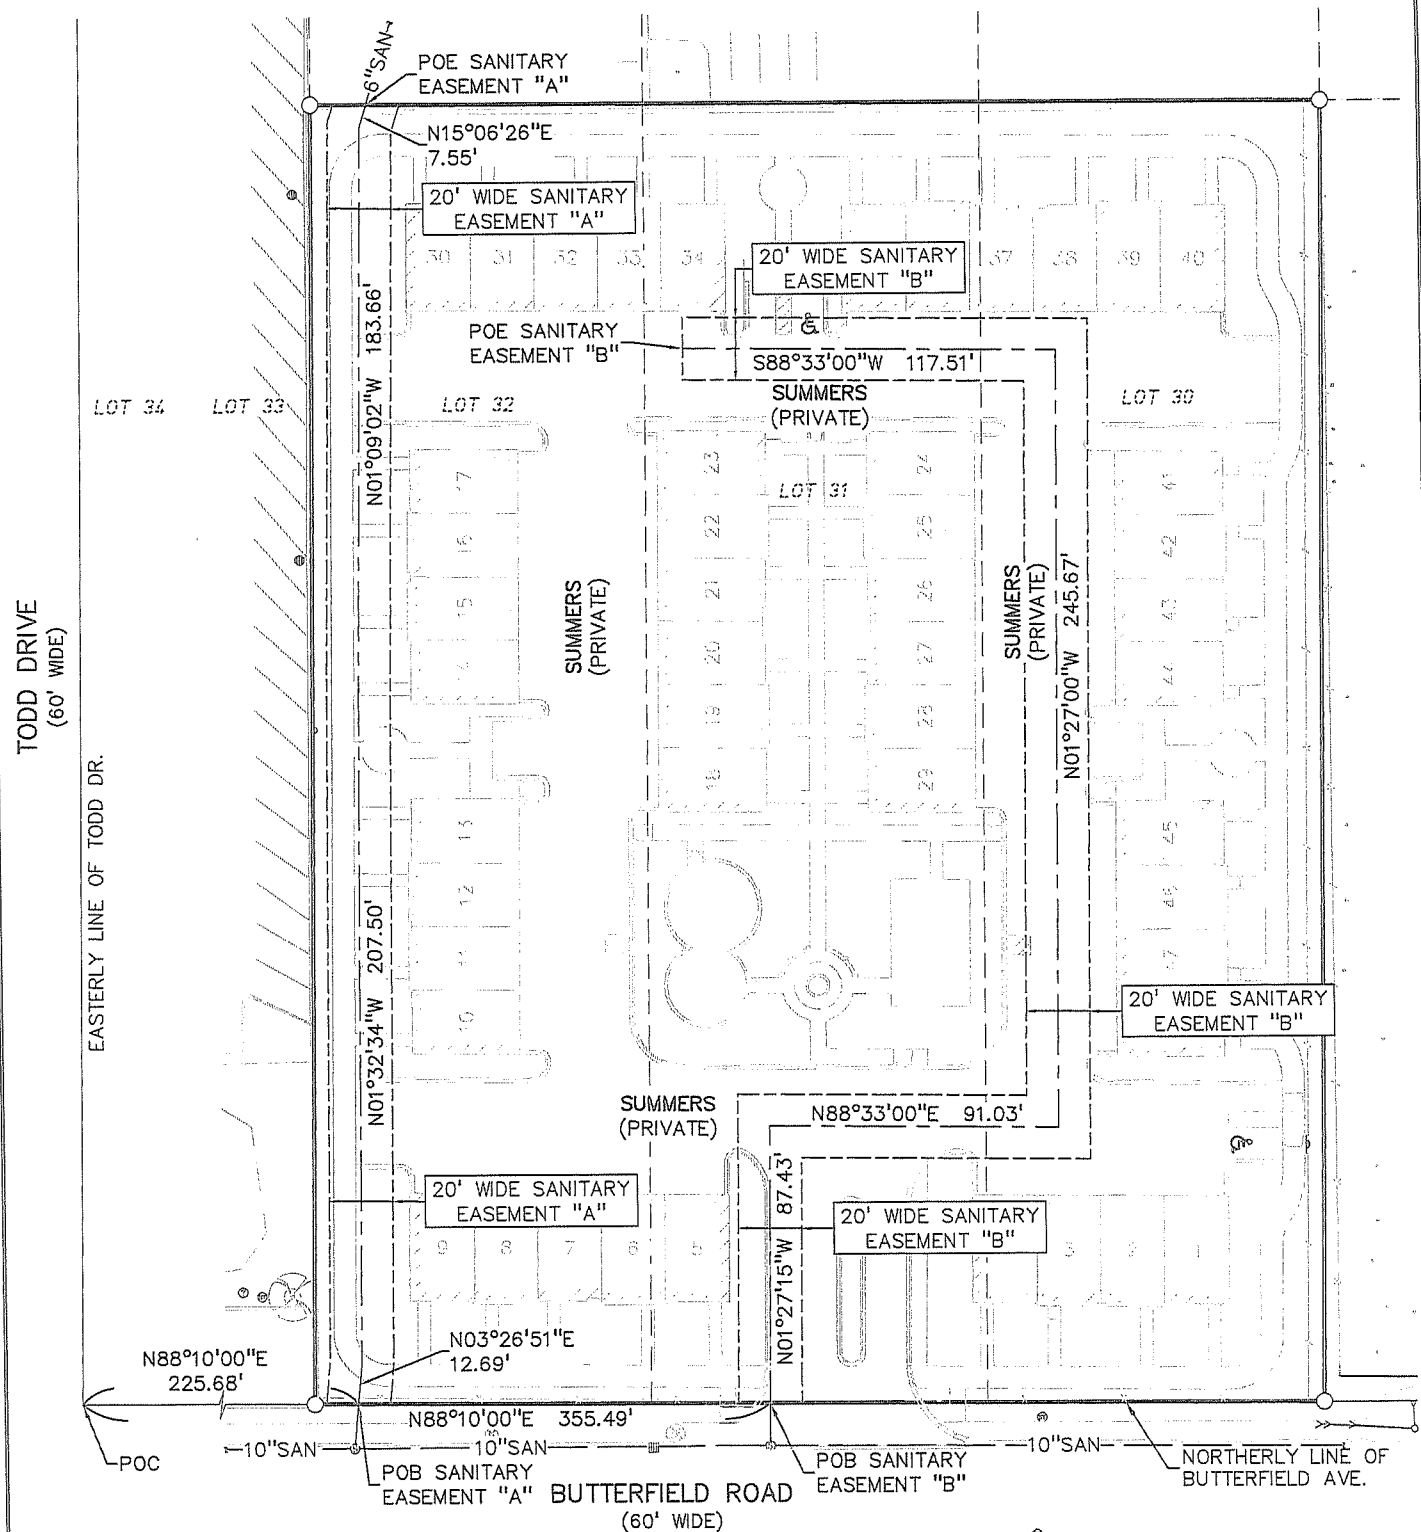 6"SAN
POE SANITARY
EASEMENT "A"
N15°06'26"E
7.55'
20' WIDE SANITARY
EASEMENT "A"
30 31 32 33 34
20' WIDE SANITARY
EASEMENT "B"
37 38 39 40
N01°09'02"W 183.66'
POE SANITARY
EASEMENT "B"
S88°33'00"W 117.51'
SUMMERS
(PRIVATE)
LOT 34
LOT 33
LOT 32
LOT 30
LOT 31
17
16
15
14
23
22
21
20
19
18
24
25
26
27
28
29
41
42
43
44
SUMMERS
(PRIVATE)
SUMMERS
(PRIVATE)
N01°27'00"W 245.67'
TODD DRIVE
(60' WIDE)
EASTERLY LINE OF TODD DR.
13
12
11
10
45
46
47
N01°32'34"W 207.50'
20' WIDE SANITARY
EASEMENT "B"
SUMMERS
(PRIVATE)
N88°33'00"E 91.03'
20' WIDE SANITARY
EASEMENT "A"
9 8 7 6 5
N01°27'15"W 87.43'
20' WIDE SANITARY
EASEMENT "B"
3 2 1
N03°26'51"E
12.69'
N88°10'00"E
225.68'
N88°10'00"E 355.49'
POC
10"SAN
10"SAN
10"SAN
POB SANITARY
EASEMENT "A"
POB SANITARY
EASEMENT "B"
NORTHERLY LINE OF
BUTTERFIELD AVE.
BUTTERFIELD ROAD
(60' WIDE)